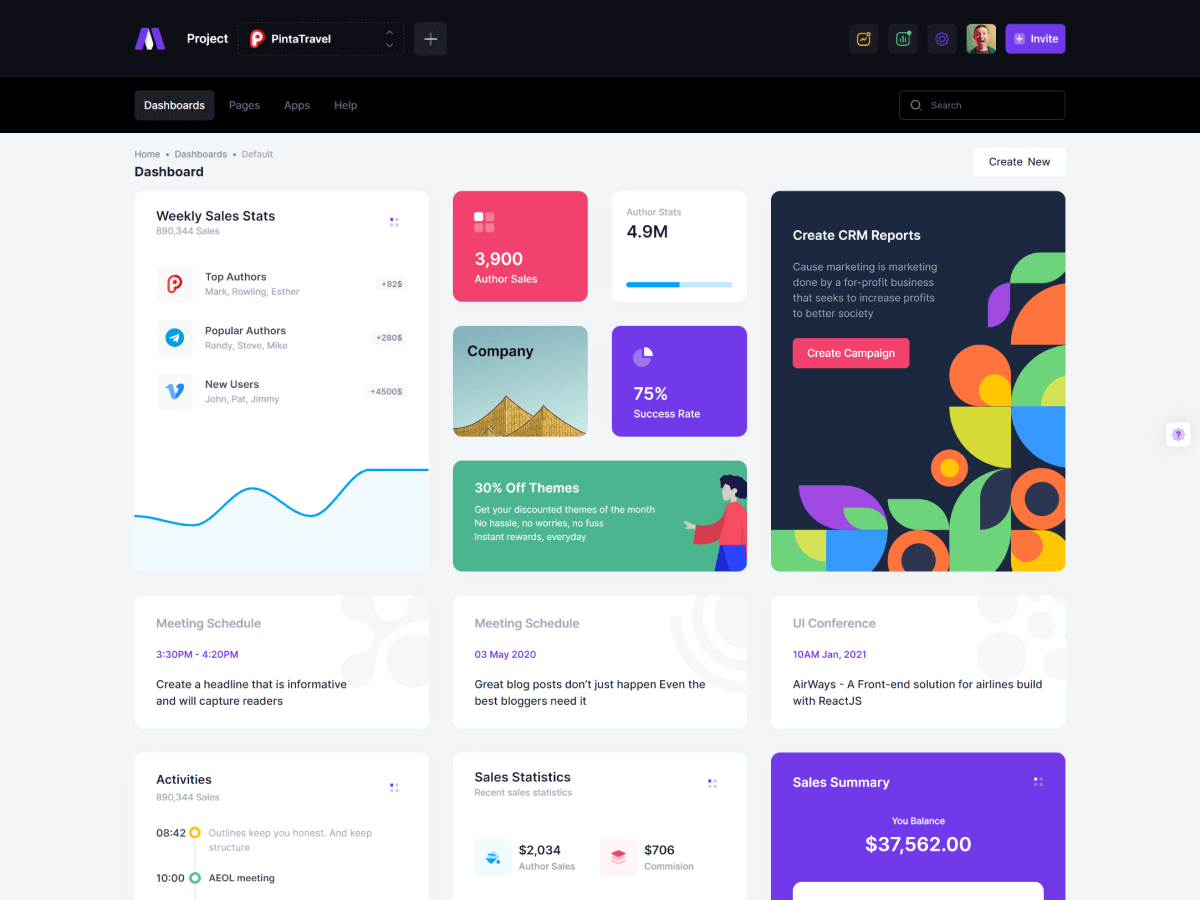 Project
PintaTravel
Invite
Dashboards
Pages
Apps
Help
Search
Home • Dashboards • Default
Dashboard
Create New
Weekly Sales Stats
890,344 Sales
Top Authors
Mark, Rowling, Esther
+82$
Popular Authors
Randy, Steve, Mike
+280$
New Users
John, Pat, Jimmy
+4500$
3,900
Author Sales
Author Stats
4.9M
Company
75%
Success Rate
30% Off Themes
Get your discounted themes of the month
No hassle, no worries, no fuss
Instant rewards, everyday
Create CRM Reports
Cause marketing is marketing
done by a for-profit business
that seeks to increase profits
to better society
Create Campaign
?
Meeting Schedule
3:30PM - 4:20PM
Create a headline that is informative
and will capture readers
Meeting Schedule
03 May 2020
Great blog posts don’t just happen Even the
best bloggers need it
UI Conference
10AM Jan, 2021
AirWays - A Front-end solution for airlines build
with ReactJS
Activities
890,344 Sales
08:42
Outlines keep you honest. And keep
structure
10:00
AEOL meeting
Sales Statistics
Recent sales statistics
$2,034
Author Sales
$706
Commision
Sales Summary
You Balance
$37,562.00